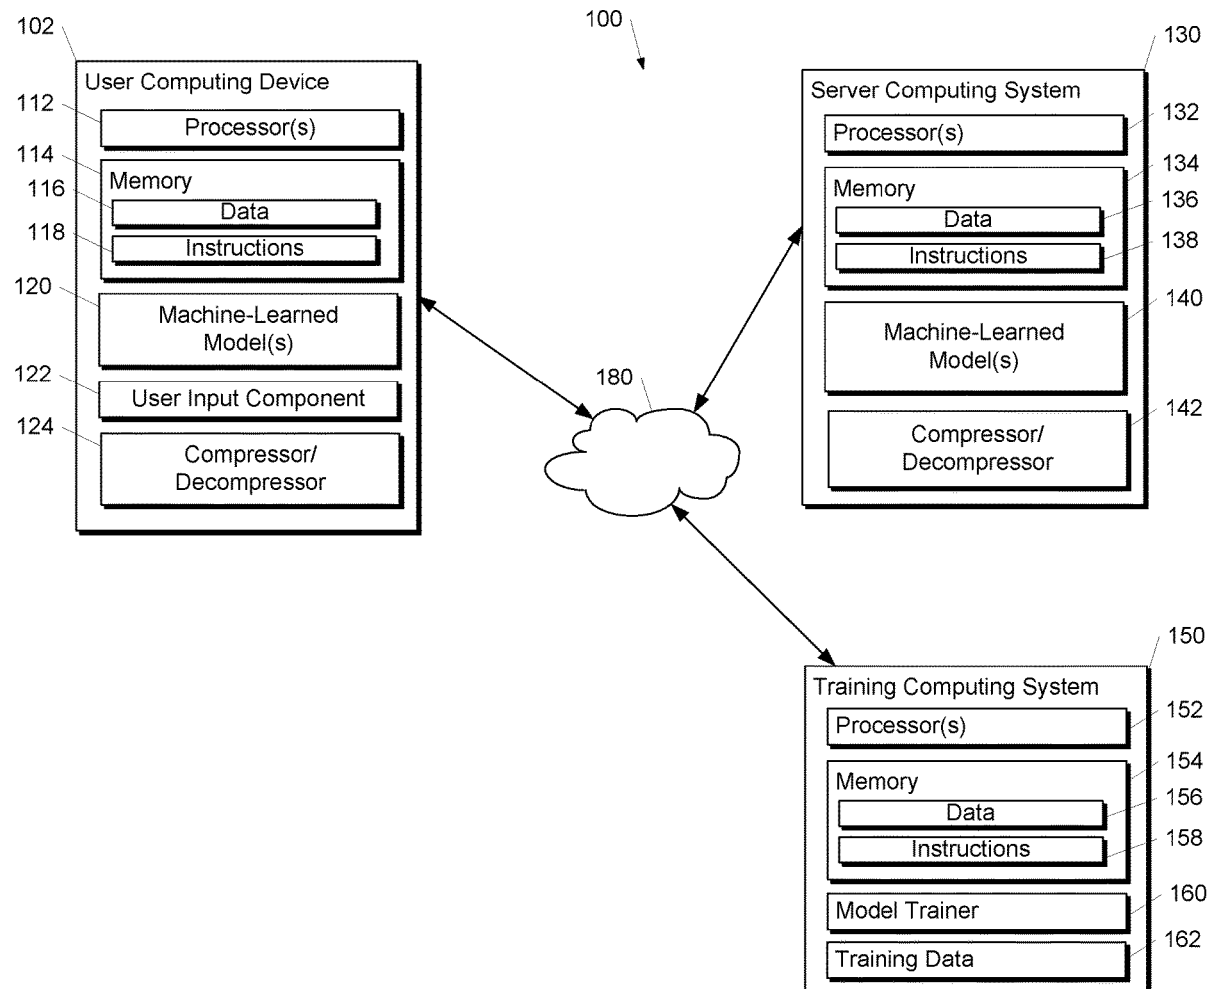 100
102
User Computing Device
112
Processor(s)
114
Memory
116
Data
118
Instructions
120
Machine-Learned
Model(s)
122
User Input Component
124
Compressor/
Decompressor
130
Server Computing System
132
Processor(s)
134
Memory
136
Data
138
Instructions
140
Machine-Learned
Model(s)
142
Compressor/
Decompressor
180
150
Training Computing System
152
Processor(s)
154
Memory
156
Data
158
Instructions
160
Model Trainer
162
Training Data